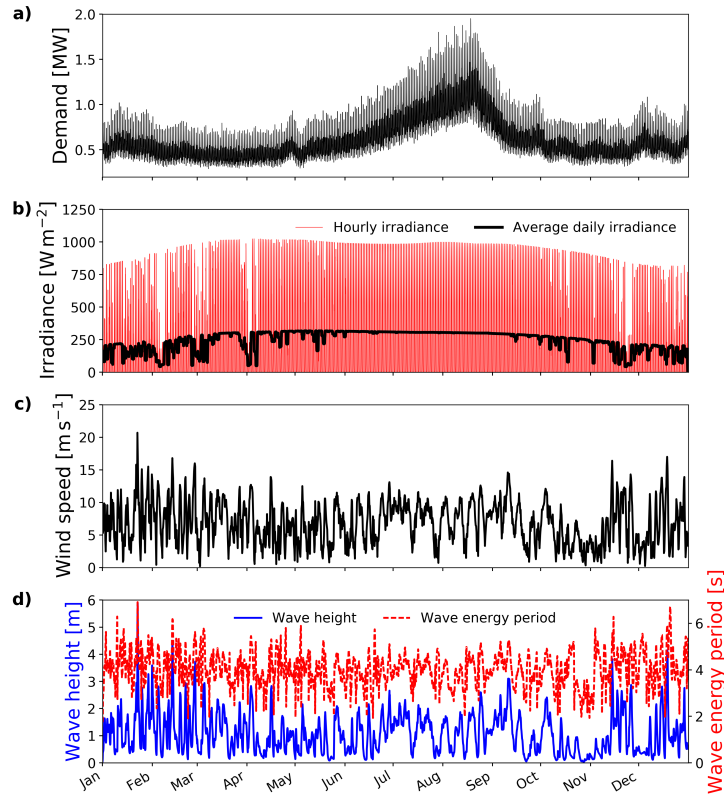 a)
Demand [MW]
2.0
1.5
1.0
0.5
b)
Irradiance [W m⁻²]
1250
1000
750
500
250
0
Hourly irradiance
Average daily irradiance
c)
Wind speed [m s⁻¹]
25
20
15
10
5
0
d)
Wave height [m]
6
5
4
3
2
1
0
Wave height
Wave energy period
6
4
2
0
Wave energy period [s]
Jan Feb Mar Apr May Jun Jul Aug Sep Oct Nov Dec